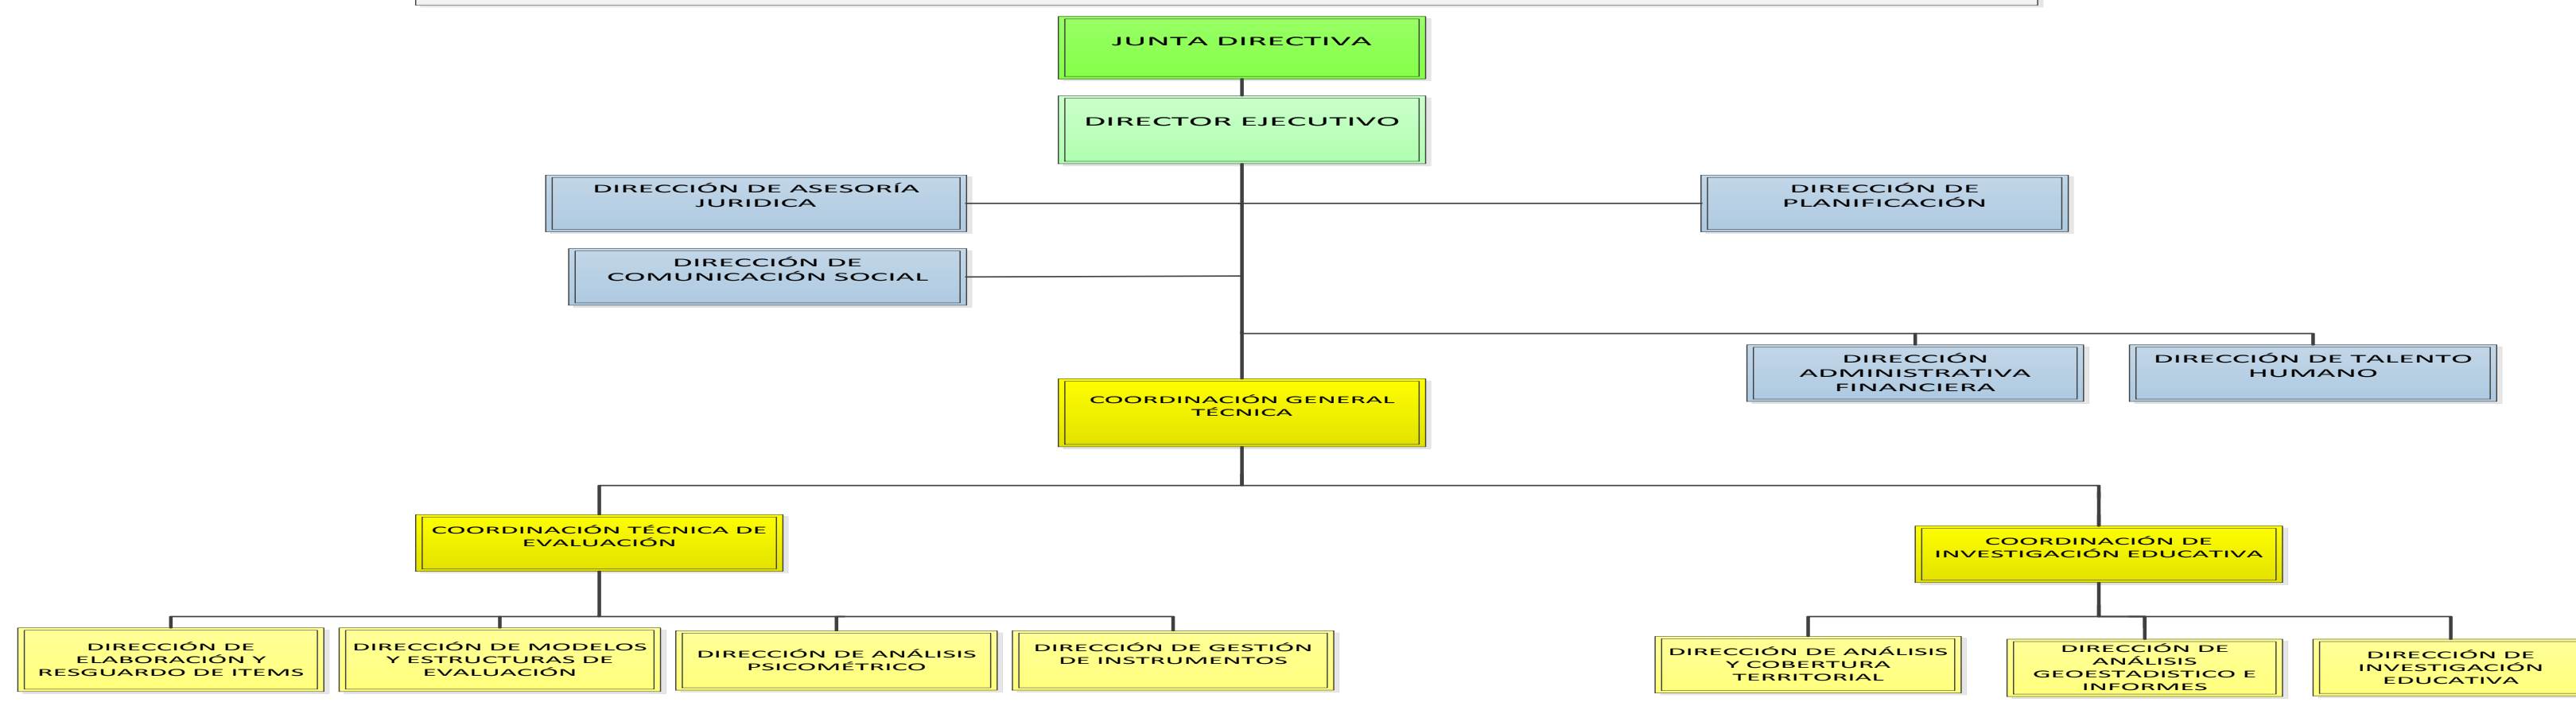 JUNTA DIRECTIVA
DIRECTOR EJECUTIVO
DIRECCIÓN DE ASESORÍA
JURIDICA
DIRECCIÓN DE
PLANIFICACIÓN
DIRECCIÓN DE
COMUNICACIÓN SOCIAL
DIRECCIÓN
ADMINISTRATIVA
FINANCIERA
DIRECCIÓN DE TALENTO
HUMANO
COORDINACIÓN GENERAL
TÉCNICA
COORDINACIÓN TÉCNICA DE
EVALUACIÓN
COORDINACIÓN DE
INVESTIGACIÓN EDUCATIVA
DIRECCIÓN DE
ELABORACIÓN Y
RESGUARDO DE ITEMS
DIRECCIÓN DE MODELOS
Y ESTRUCTURAS DE
EVALUACIÓN
DIRECCIÓN DE ANÁLISIS
PSICOMÉTRICO
DIRECCIÓN DE GESTIÓN
DE INSTRUMENTOS
DIRECCIÓN DE ANÁLISIS
Y COBERTURA
TERRITORIAL
DIRECCIÓN DE
ANÁLISIS
GEOESTADISTICO E
INFORMES
DIRECCIÓN DE
INVESTIGACIÓN
EDUCATIVA